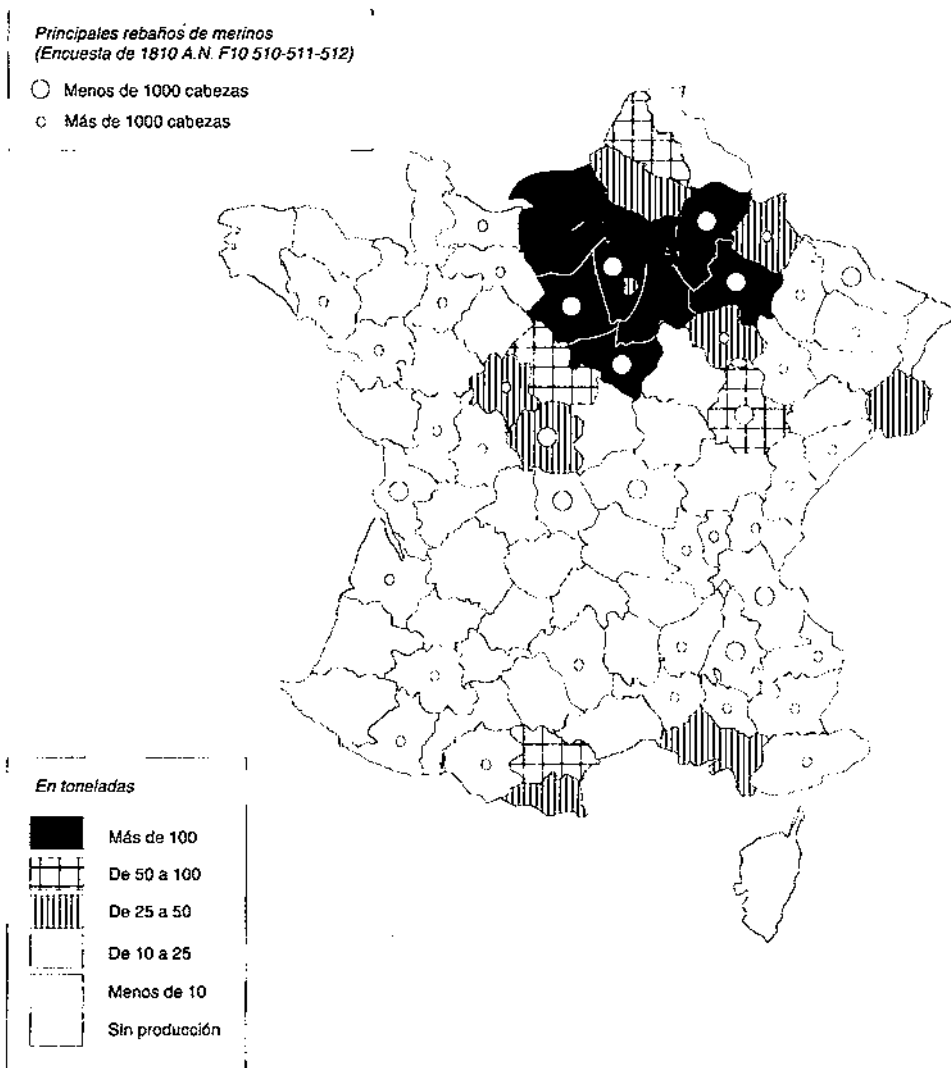 Principales rebaños de merinos
(Encuesta de 1810 A.N. F10 510-511-512)
Menos de 1000 cabezas
Más de 1000 cabezas
En toneladas
Más de 100
De 50 a 100
De 25 a 50
De 10 a 25
Menos de 10
Sin producción